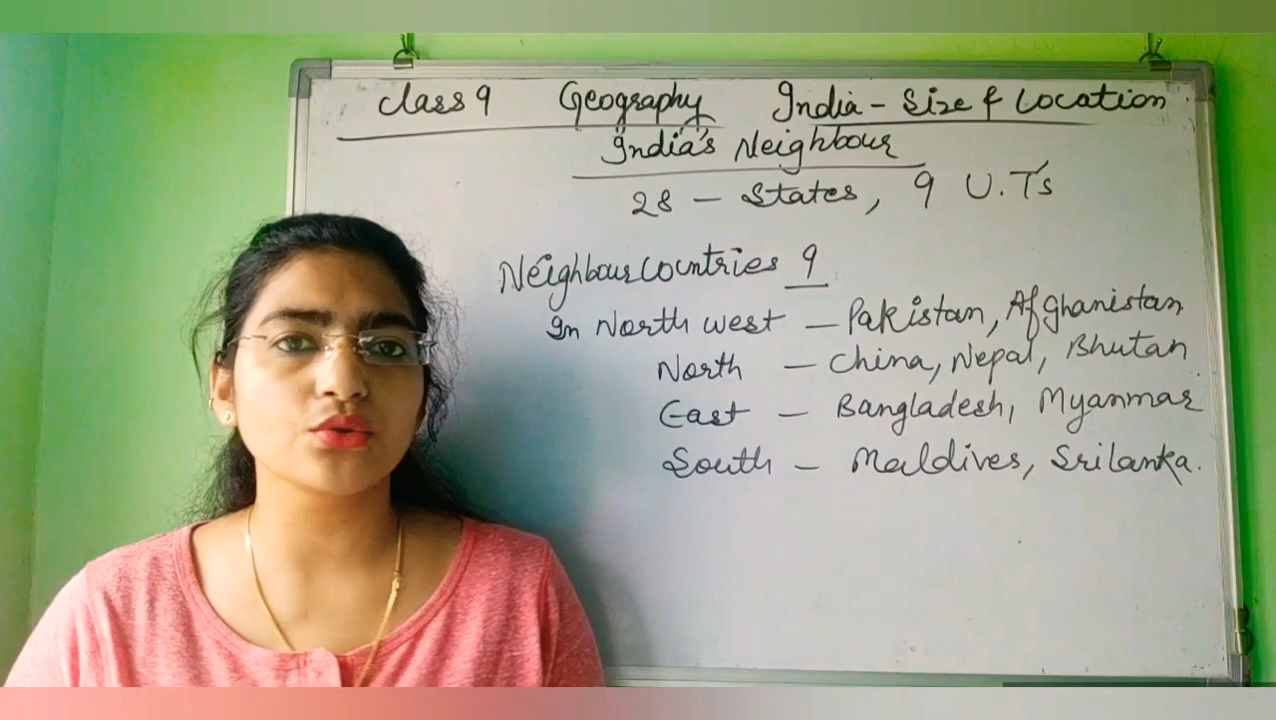 Class 9 Geography India - Size & Location
India's Neighbour
28 - States, 9 U.T's
Neighbour countries 9
In North west - Pakistan, Afghanistan
North - China, Nepal, Bhutan
East - Bangladesh, Myanmar
South - Maldives, Srilanka.